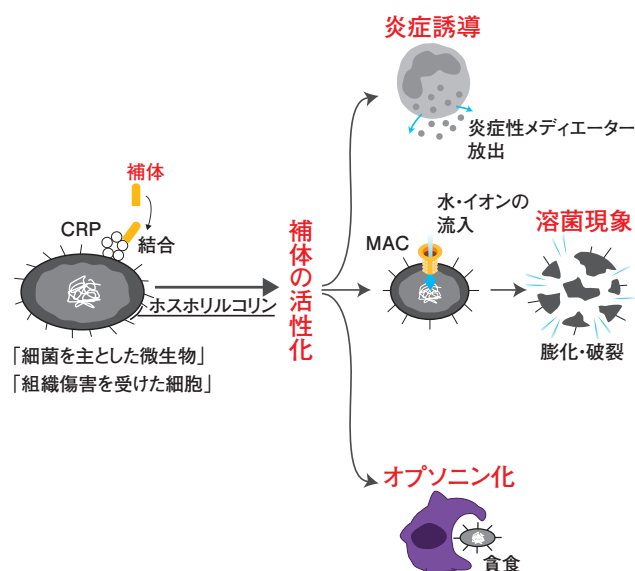 炎症誘導
炎症性メディエーター
放出
補体
CRP
結合
ホスホリルコリン
「細菌を主とした微生物」
「組織傷害を受けた細胞」
補体の活性化
水・イオンの
流入
MAC
溶菌現象
膨化・破裂
オプソニン化
貪食